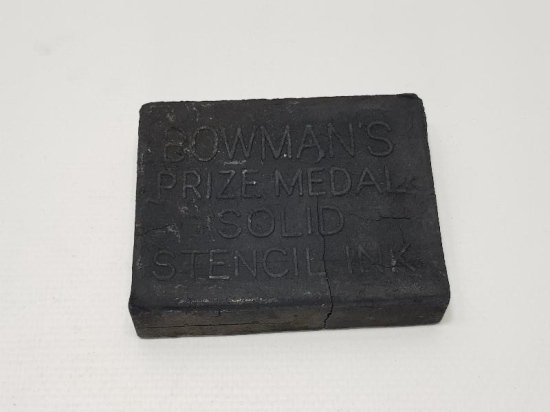 BOWMAN'S
PRIZE MEDAL
SOLID
STENCIL INK